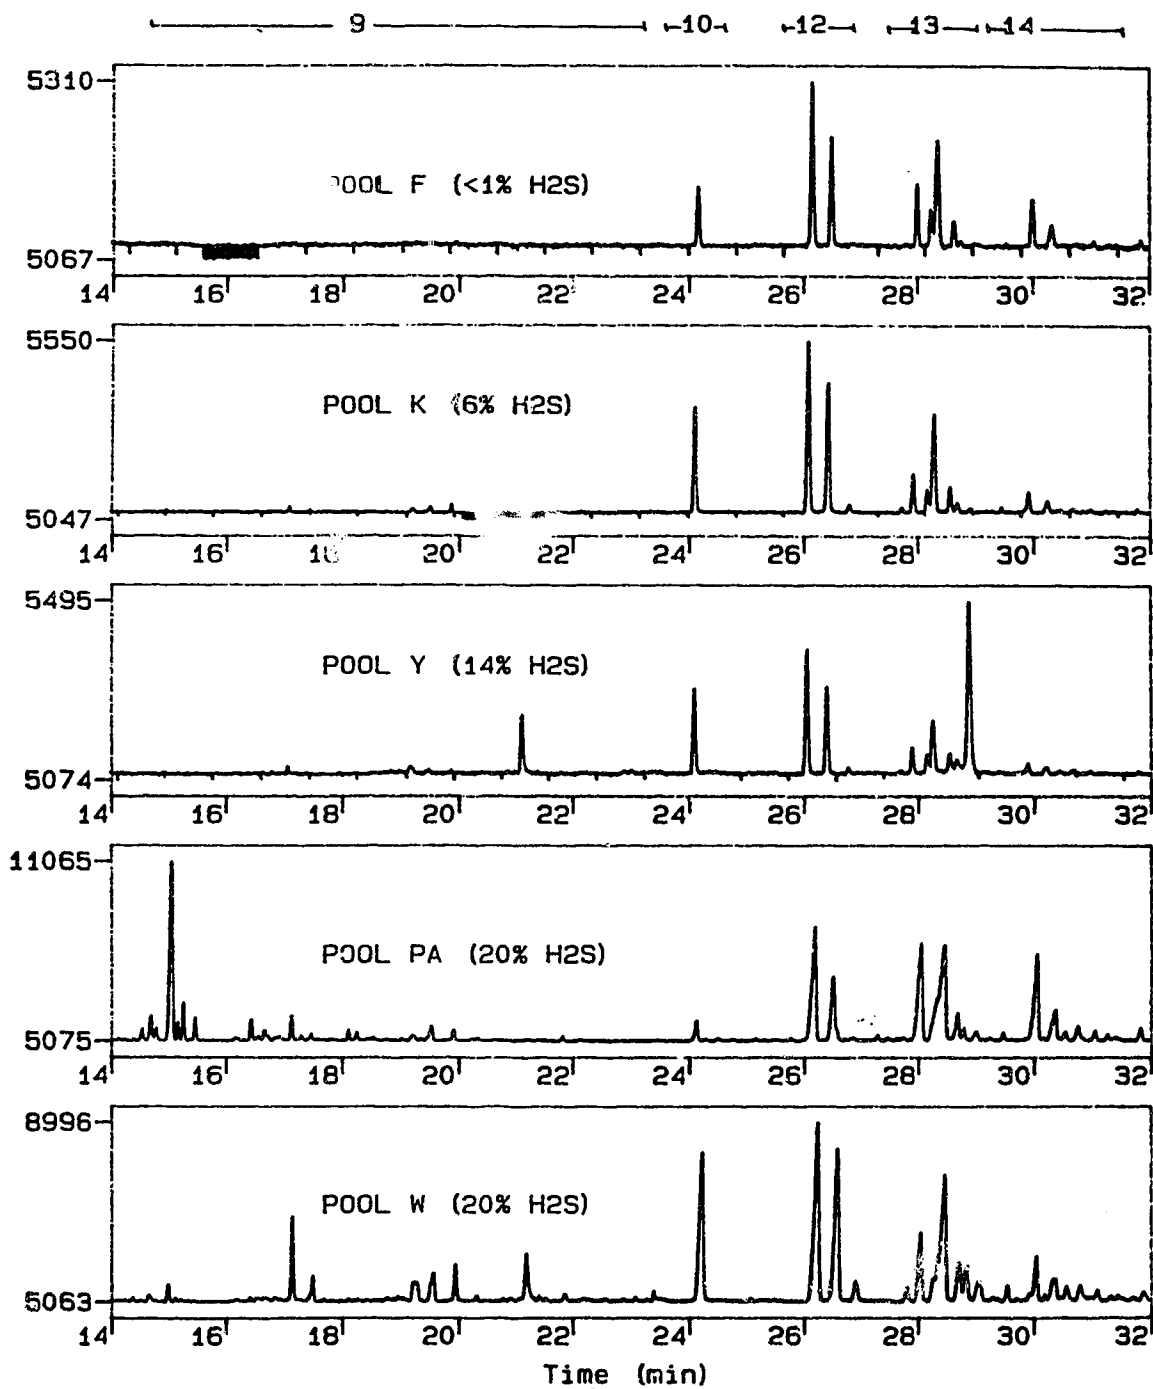 9 10 12 13 14
5310
POOL F (<1% H2S)
5067
14 16 18 20 22 24 26 28 30 32
5550
POOL K (6% H2S)
5047
14 16 18 20 22 24 26 28 30 32
5495
POOL Y (14% H2S)
5074
14 16 18 20 22 24 26 28 30 32
11065
POOL PA (20% H2S)
5075
14 16 18 20 22 24 26 28 30 32
8996
POOL W (20% H2S)
5063
14 16 18 20 22 24 26 28 30 32
Time (min)